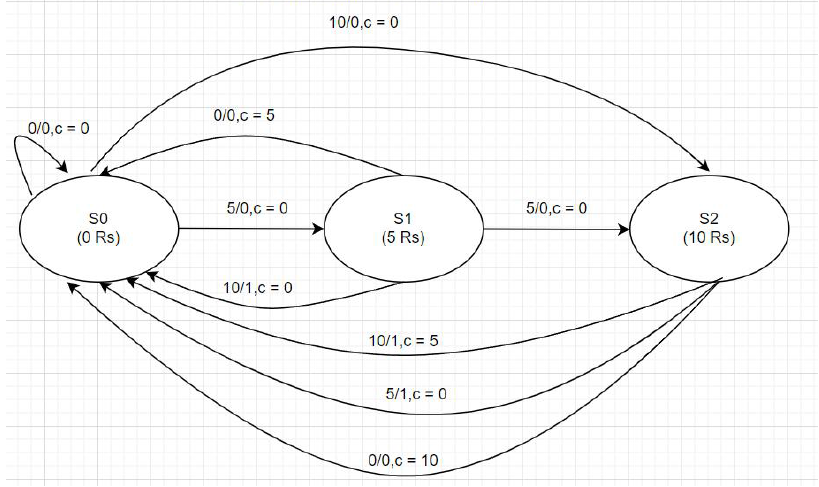 10/0,c = 0
0/0,c = 5
0/0,c = 0
5/0,c = 0
5/0,c = 0
S0
(0 Rs)
S1
(5 Rs)
S2
(10 Rs)
10/1,c = 0
10/1,c = 5
5/1,c = 0
0/0,c = 10